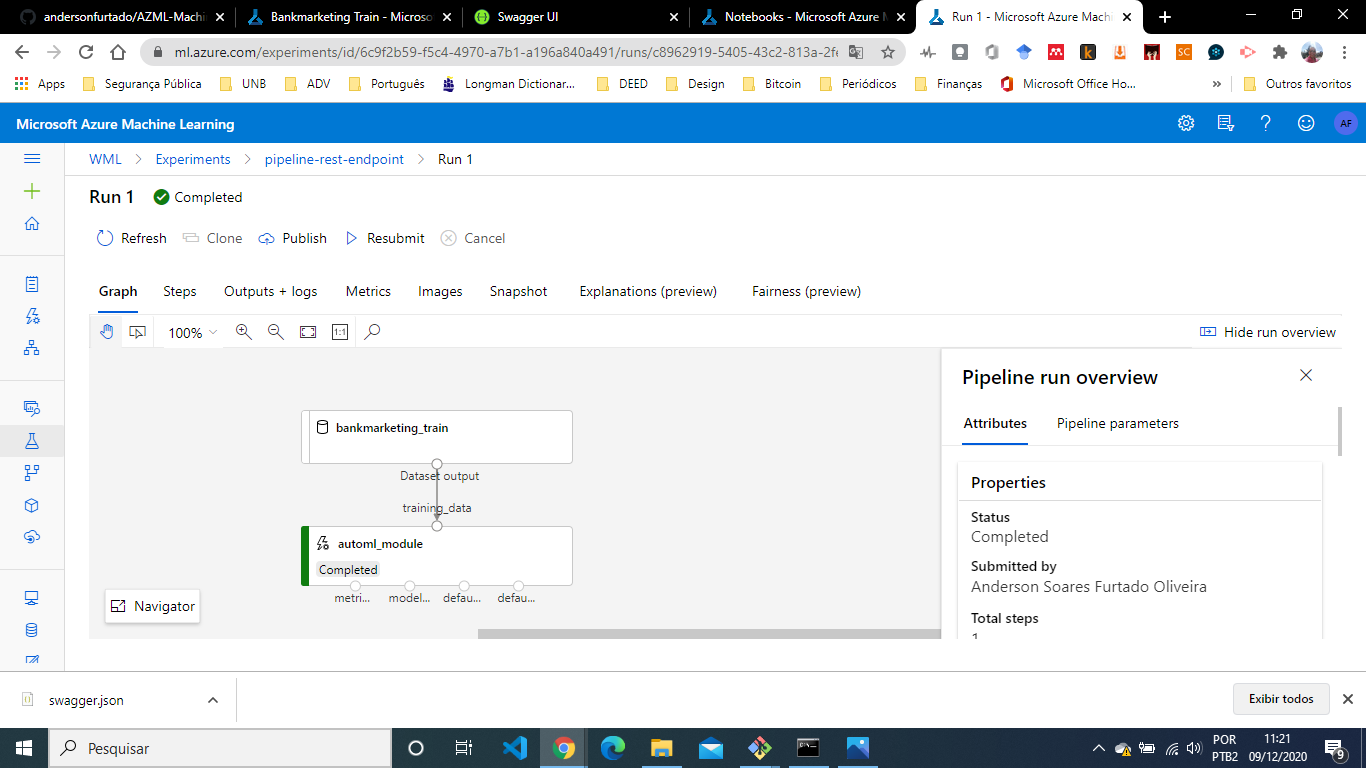 andersonfurtado/AZML-Machi
Bankmarketing Train - Microso
Swagger UI
Notebooks - Microsoft Azure M
Run 1 - Microsoft Azure Machi
ml.azure.com/experiments/id/6c9f2b59-f5c4-4970-a7b1-a196a840a491/runs/c8962919-5405-43c2-813a-2fe
Apps
Segurança Pública
UNB
ADV
Português
Longman Dictionar...
DEED
Design
Bitcoin
Periódicos
Finanças
Microsoft Office Ho...
»
Outros favoritos
Microsoft Azure Machine Learning
AF
WML > Experiments > pipeline-rest-endpoint > Run 1
Run 1
Completed
Refresh
Clone
Publish
Resubmit
Cancel
Graph
Steps
Outputs + logs
Metrics
Images
Snapshot
Explanations (preview)
Fairness (preview)
100%
1:1
Hide run overview
bankmarketing_train
Dataset output
training_data
automl_module
Completed
metri...
model...
defau...
defau...
Navigator
Pipeline run overview
Attributes
Pipeline parameters
Properties
Status
Completed
Submitted by
Anderson Soares Furtado Oliveira
Total steps
1
swagger.json
Exibir todos
Pesquisar
POR
PTB2
11:21
09/12/2020
9